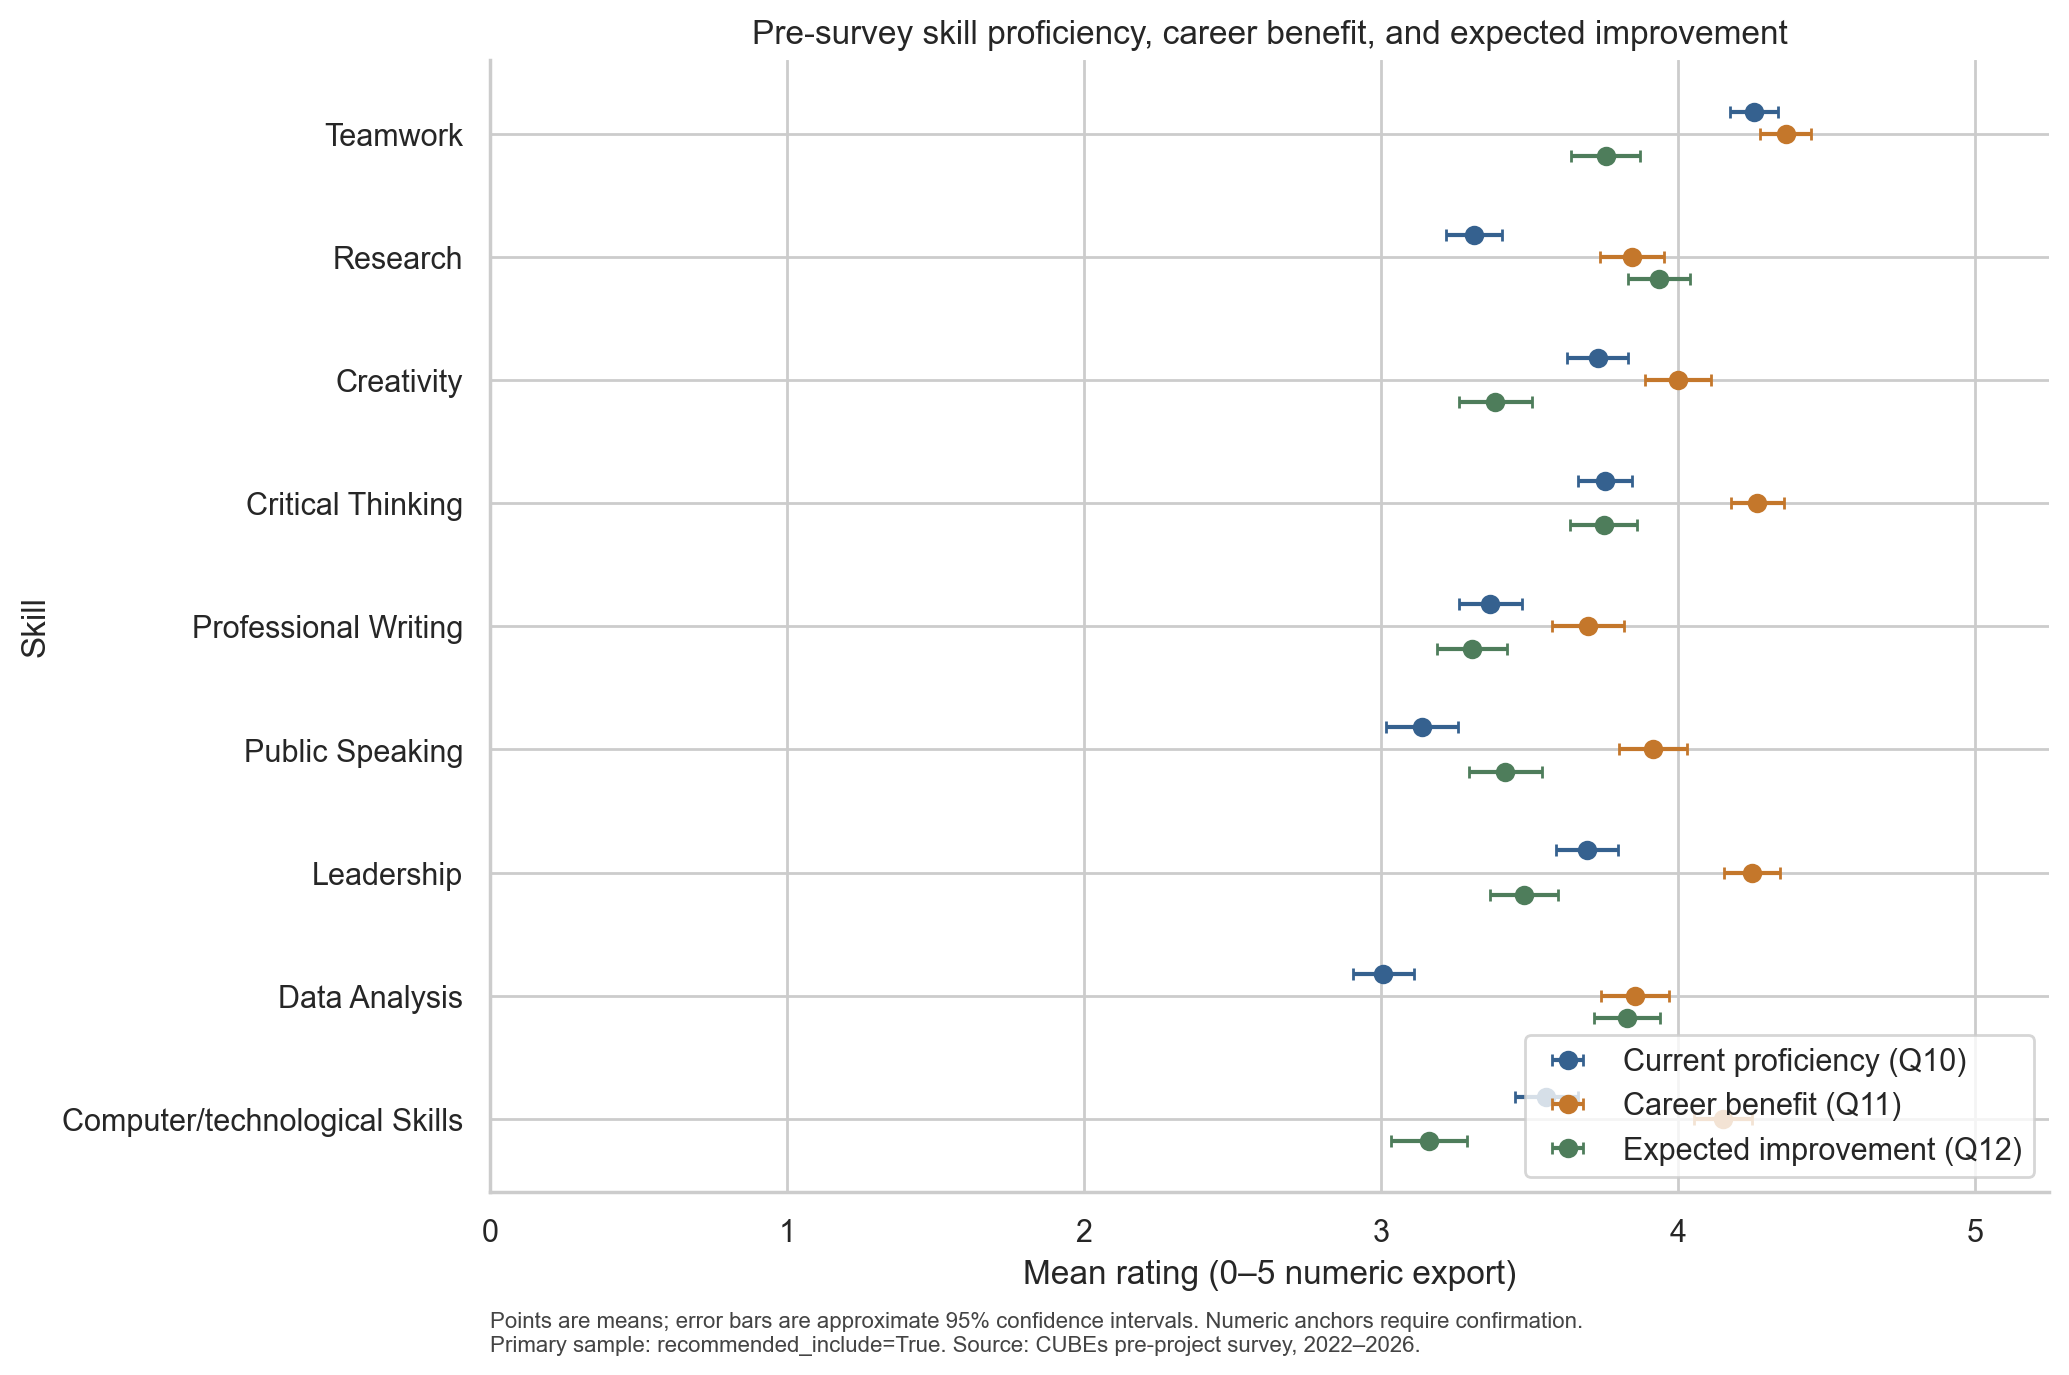 Pre-survey skill proficiency, career benefit, and expected improvement
Skill
Teamwork
Research
Creativity
Critical Thinking
Professional Writing
Public Speaking
Leadership
Data Analysis
Computer/technological Skills
Current proficiency (Q10)
Career benefit (Q11)
Expected improvement (Q12)
0 1 2 3 4 5
Mean rating (0–5 numeric export)
Points are means; error bars are approximate 95% confidence intervals. Numeric anchors require confirmation.
Primary sample: recommended_include=True. Source: CUBEs pre-project survey, 2022–2026.